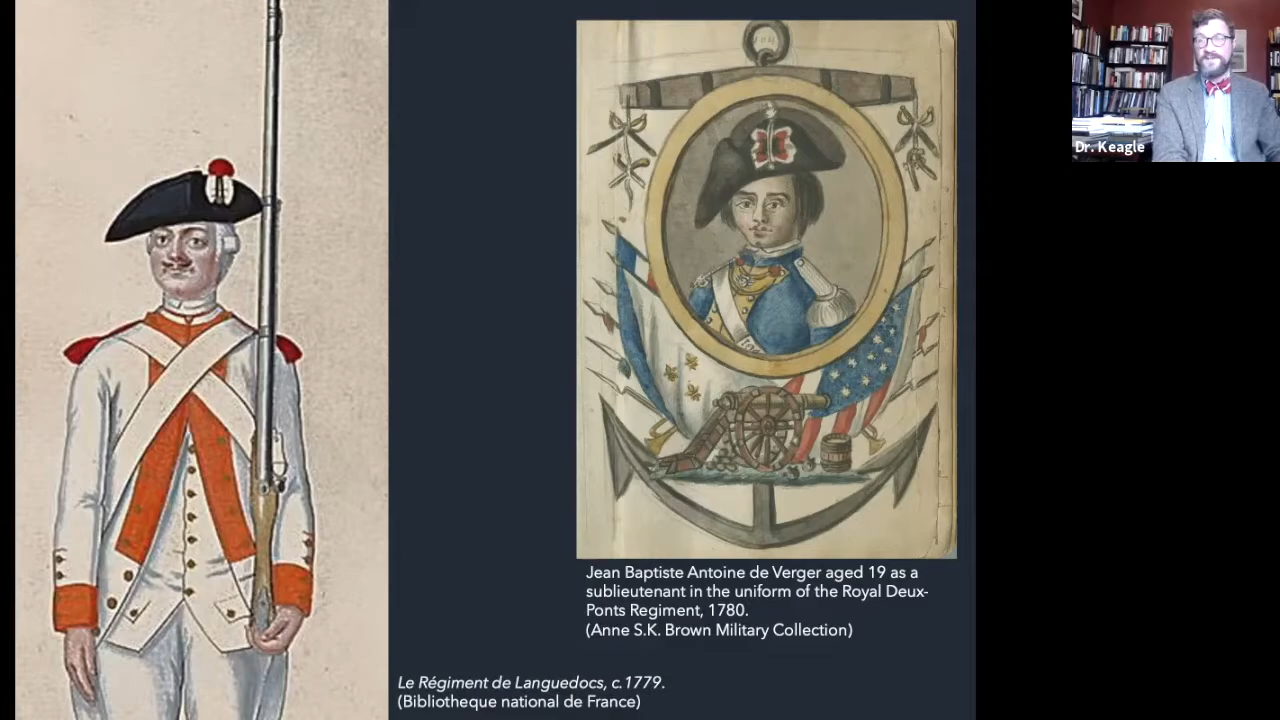 Dr. Keagle
Jean Baptiste Antoine de Verger aged 19 as a
sublieutenant in the uniform of the Royal Deux-
Ponts Regiment, 1780.
(Anne S.K. Brown Military Collection)
Le Régiment de Languedocs, c.1779.
(Bibliotheque national de France)